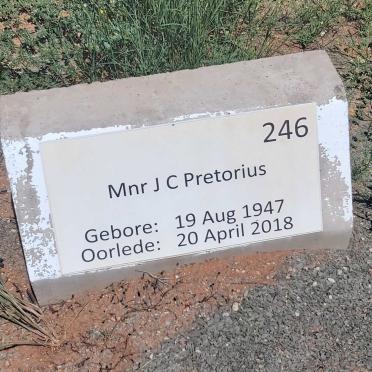 246
Mnr J C Pretorius
Gebore: 19 Aug 1947
Oorlede: 20 April 2018